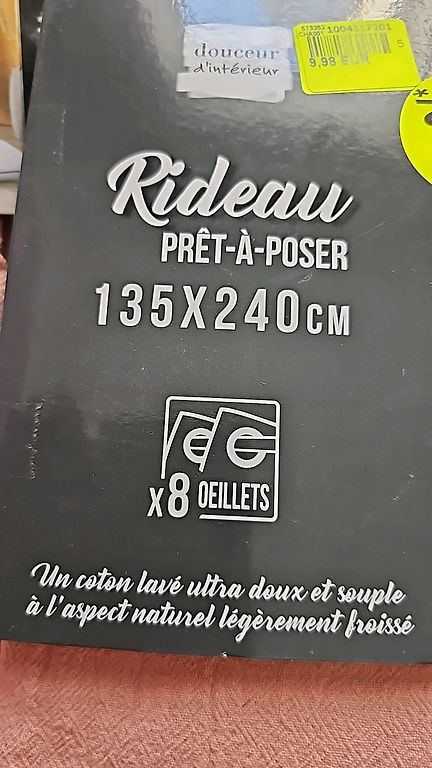 douceur
d'intérieur
5
9,98 EUR
Rideau
PRÊT-À-POSER
135X240CM
X8 OEILLETS
Un coton lavé ultra doux et souple
à l'aspect naturel légèrement froissé